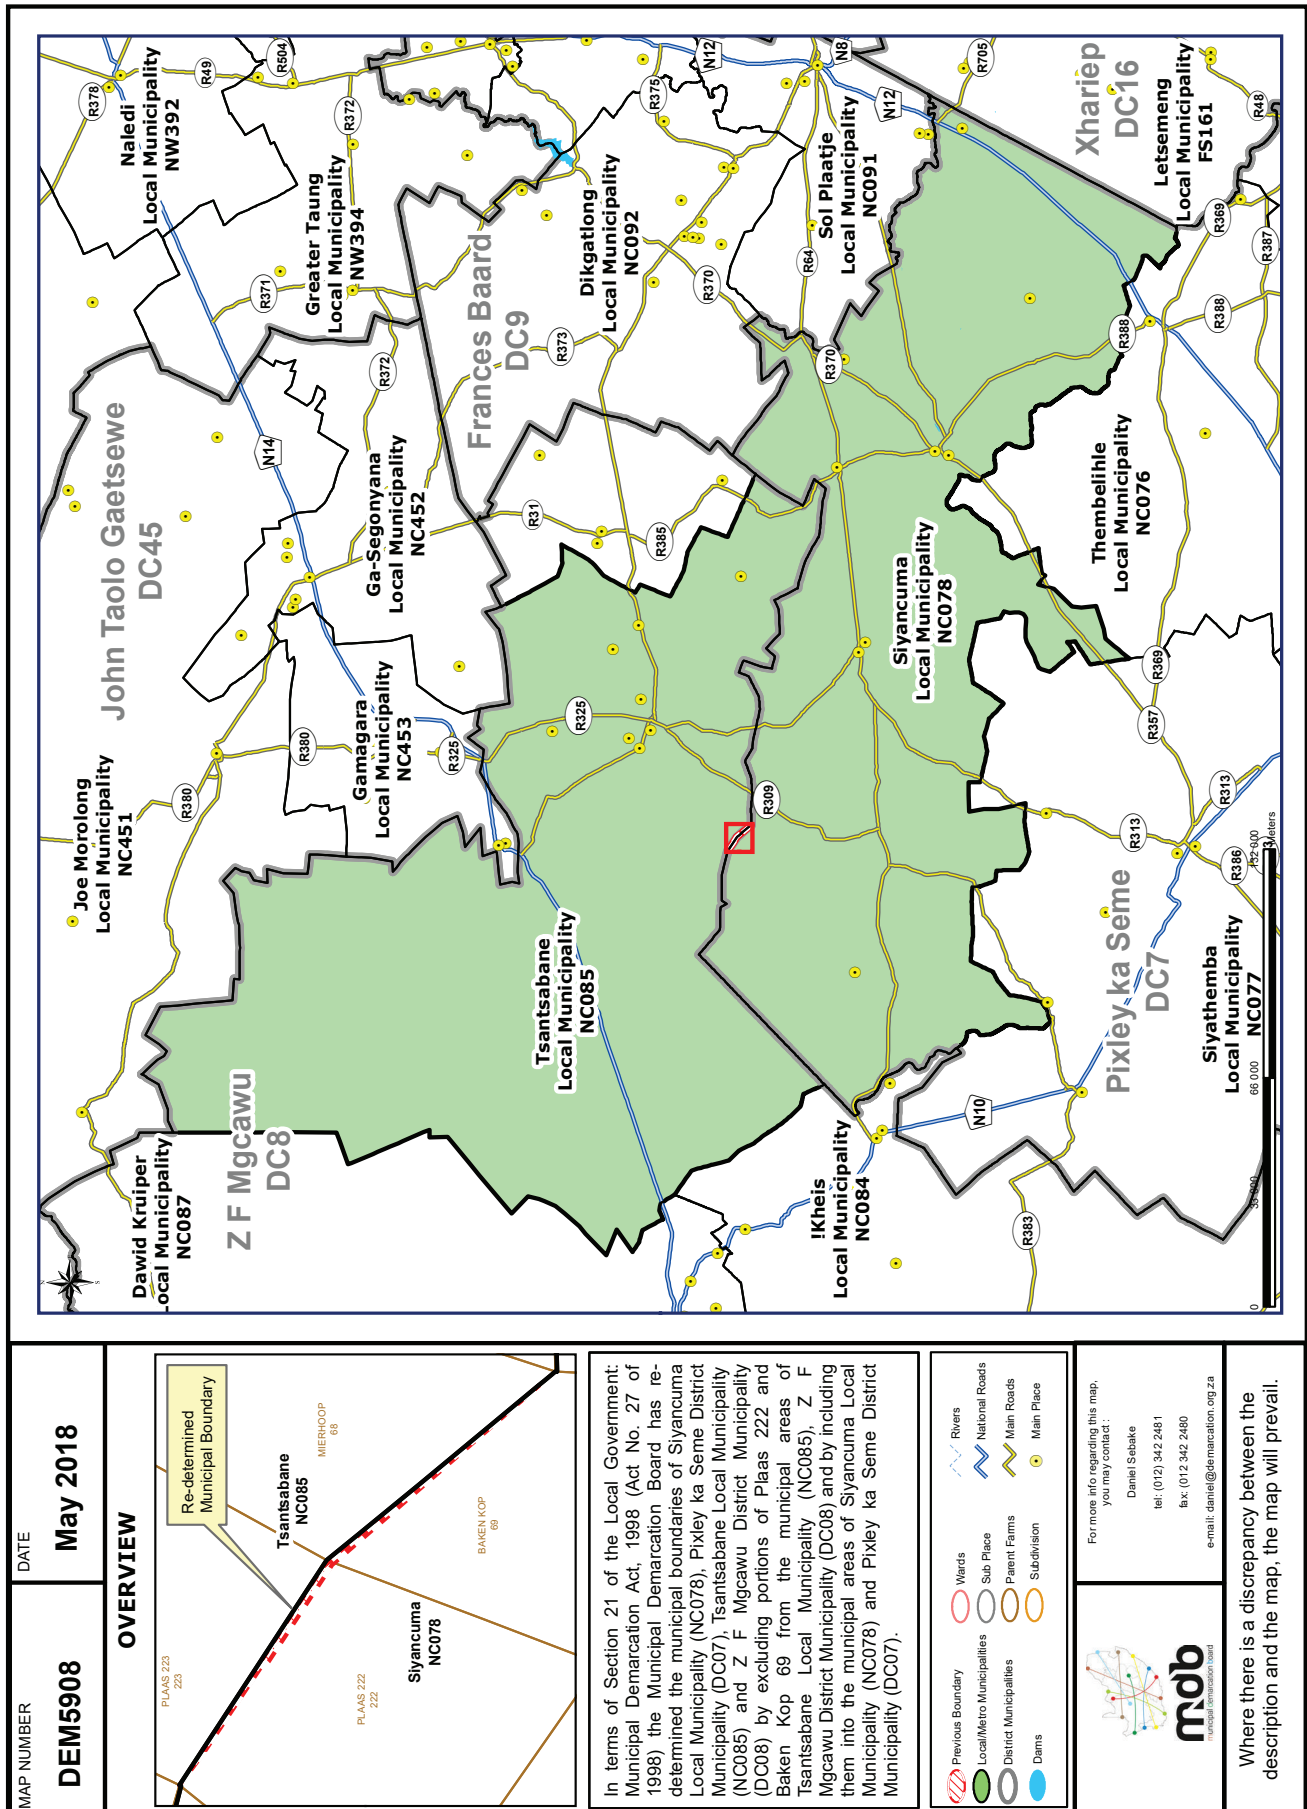 MAP NUMBER
DEM5908
DATE
May 2018
OVERVIEW
Re-determined
Municipal Boundary
PLAAS 223
223
Tsantsabane
NC085
MIERHOOP
68
PLAAS 222
222
Siyancuma
NC078
BAKEN KOP
69
In terms of Section 21 of the Local Government:
Municipal Demarcation Act, 1998 (Act No. 27 of
1998) the Municipal Demarcation Board has re-
determined the municipal boundaries of Siyancuma
Local Municipality (NC078), Pixley ka Seme District
Municipality (DC07), Tsantsabane Local Municipality
(NC085) and Z F Mgcawu District Municipality
(DC08) by excluding portions of Plaas 222 and
Baken Kop 69 from the municipal areas of
Tsantsabane Local Municipality (NC085), Z F
Mgcawu District Municipality (DC08) and by including
them into the municipal areas of Siyancuma Local
Municipality (NC078) and Pixley ka Seme District
Municipality (DC07).
Previous Boundary
Local/Metro Municipalities
District Municipalities
Dams
Wards
Sub Place
Parent Farms
Subdivision
Rivers
National Roads
Main Roads
Main Place
mdb
municipal demarcation board
For more info regarding this map,
you may contact :
Daniel Sebake
tel: (012) 342 2481
fax: (012 342 2480
e-mail: daniel@demarcation.org.za
Where there is a discrepancy between the
description and the map, the map will prevail.
N
S
Dawid Kruiper
Local Municipality
NC087
Z F Mgcawu
DC8
Joe Morolong
Local Municipality
NC451
John Taolo Gaetsewe
DC45
Gamagara
Local Municipality
NC453
Ga-Segonyana
Local Municipality
NC452
Naledi
Local Municipality
NW392
Greater Taung
Local Municipality
NW394
Frances Baard
DC9
Dikgatlong
Local Municipality
NC092
Sol Plaatje
Local Municipality
NC091
Xhariep
DC16
Letsemeng
Local Municipality
FS161
Tsantsabane
Local Municipality
NC085
Siyancuma
Local Municipality
NC078
Thembelihle
Local Municipality
NC076
!Kheis
Local Municipality
NC084
Pixley ka Seme
DC7
Siyathemba
Local Municipality
NC077
R380
R380
R325
R325
N14
R372
R371
R378
R49
R504
R372
R373
R31
R385
R375
N12
N8
N12
R705
R48
R370
R64
R370
R369
R387
R388
R388
R369
R357
R309
R313
R313
R386
N10
R383
0
33 000
66 000
132 000
Meters